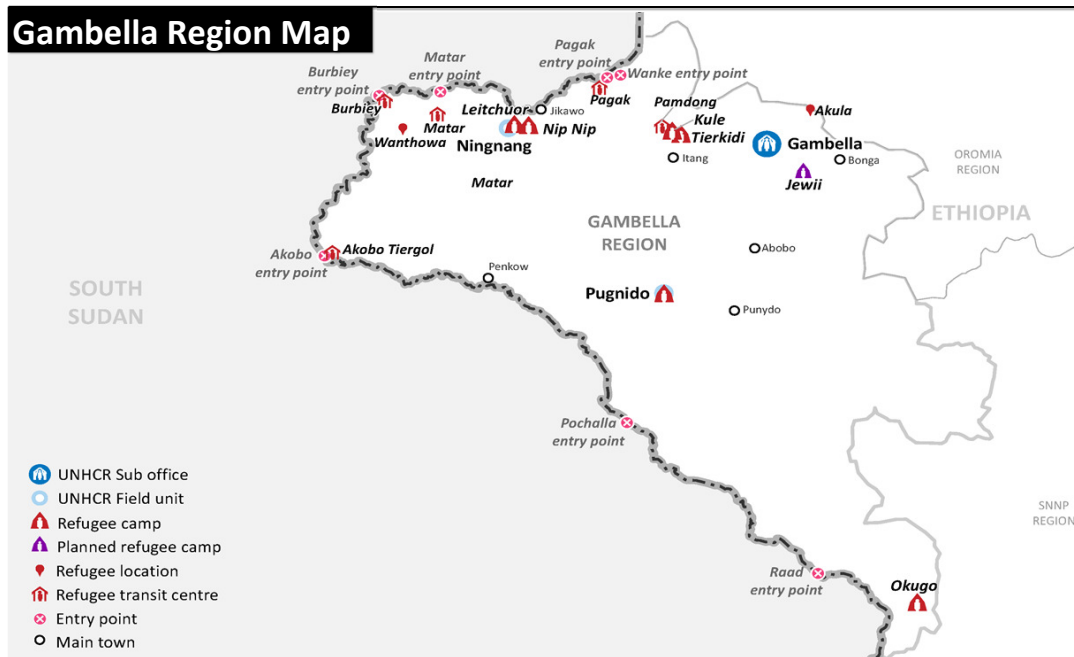 Gambella Region Map
Pagak
entry point
Matar
entry point
Burbiey
entry point
Wanke entry point
Burbiey
Matar
Wanthowa
Leitchuor
Jikawo
Nip Nip
Ningnang
Pagak
Pamdong
Kule
Tierkidi
Itang
Akula
Gambella
Bonga
Jewii
OROMIA
REGION
ETHIOPIA
Matar
GAMBELLA
REGION
Akobo Tiergol
Akobo
entry point
Abobo
Penkow
SOUTH
SUDAN
Pugnido
Punydo
Pochalla
entry point
UNHCR Sub office
UNHCR Field unit
Refugee camp
Planned refugee camp
Refugee location
Refugee transit centre
Entry point
Main town
SNNP
REGION
Raad
entry point
Okugo